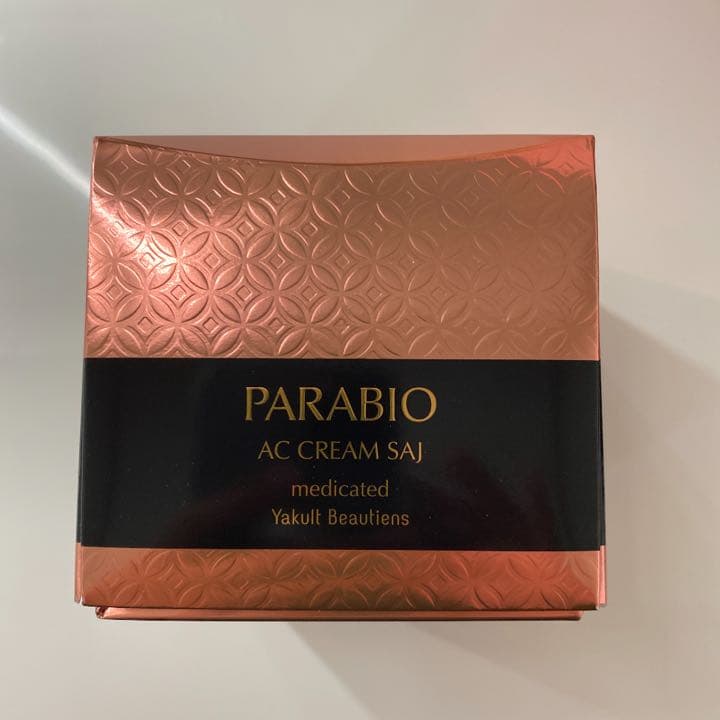 PARABIO
AC CREAM SAJ
medicated
Yakult Beautiens